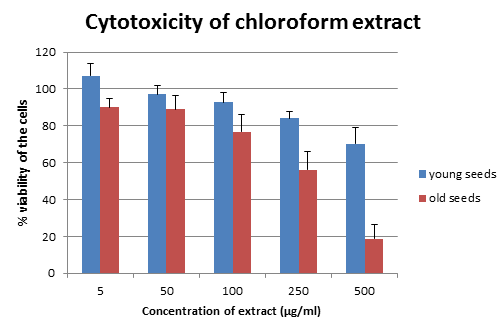 Cytotoxicity of chloroform extract
120
100
80
60
40
20
0
% viability of the cells
5 50 100 250 500
Concentration of extract (µg/ml)
young seeds
old seeds